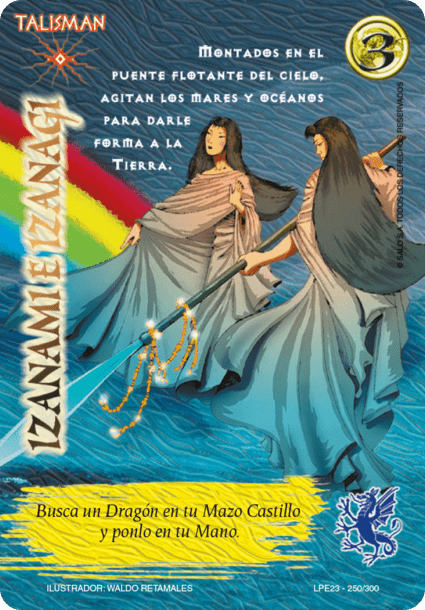 TALISMAN
3
MONTADOS EN EL
PUENTE FLOTANTE DEL CIELO,
AGITAN LOS MARES Y OCÉANOS
PARA DARLE
FORMA A LA
TIERRA.
IZANAMI E IZANAGI
© SALO S.A. TODOS LOS DERECHOS RESERVADOS
Busca un Dragón en tu Mazo Castillo
y ponlo en tu Mano.
ILUSTRADOR: WALDO RETAMALES
LPE23 - 250/300